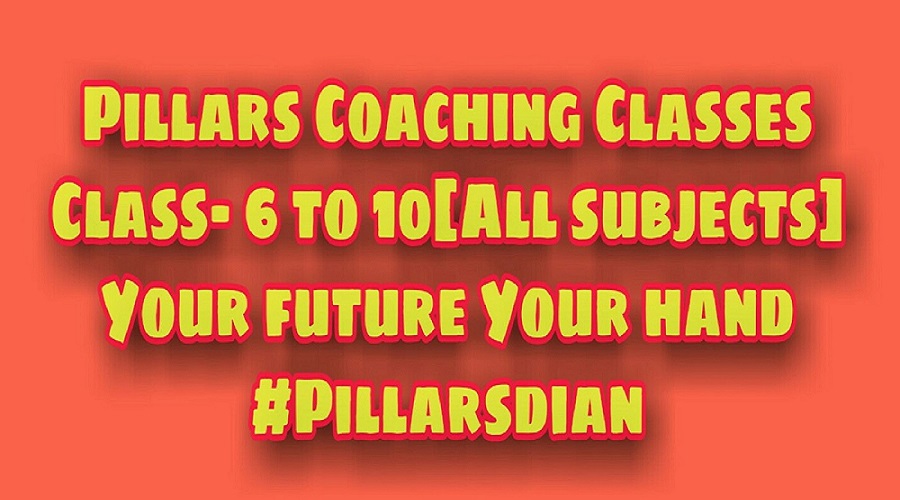 Pillars Coaching Classes
Class- 6 to 10[All subjects]
Your future Your hand
#Pillarsdian